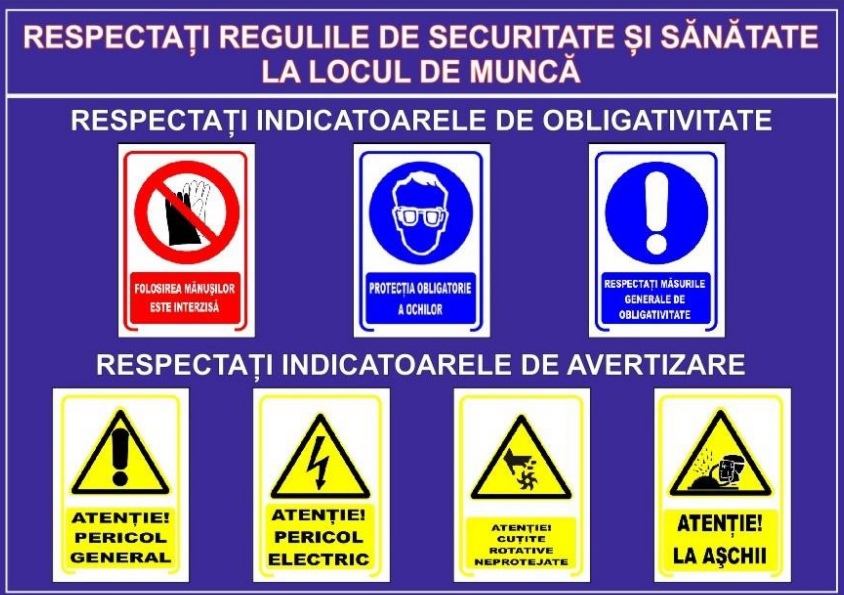 RESPECTAȚI REGULILE DE SECURITATE ȘI SĂNĂTATE
LA LOCUL DE MUNCĂ
RESPECTAȚI INDICATOARELE DE OBLIGATIVITATE
FOLOSIREA MĂNUȘILOR
ESTE INTERZISĂ
PROTECȚIA OBLIGATORIE
A OCHILOR
RESPECTAȚI MĂSURILE
GENERALE DE
OBLIGATIVITATE
RESPECTAȚI INDICATOARELE DE AVERTIZARE
ATENȚIE!
PERICOL
GENERAL
ATENȚIE!
PERICOL
ELECTRIC
ATENȚIE!
CUȚITE
ROTATIVE
NEPROTEJATE
ATENȚIE!
LA AȘCHII